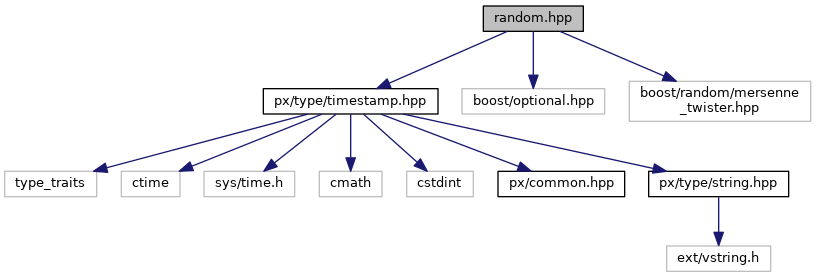 random.hpp
px/type/timestamp.hpp
boost/optional.hpp
boost/random/mersenne
_twister.hpp
type_traits
ctime
sys/time.h
cmath
cstdint
px/common.hpp
px/type/string.hpp
ext/vstring.h